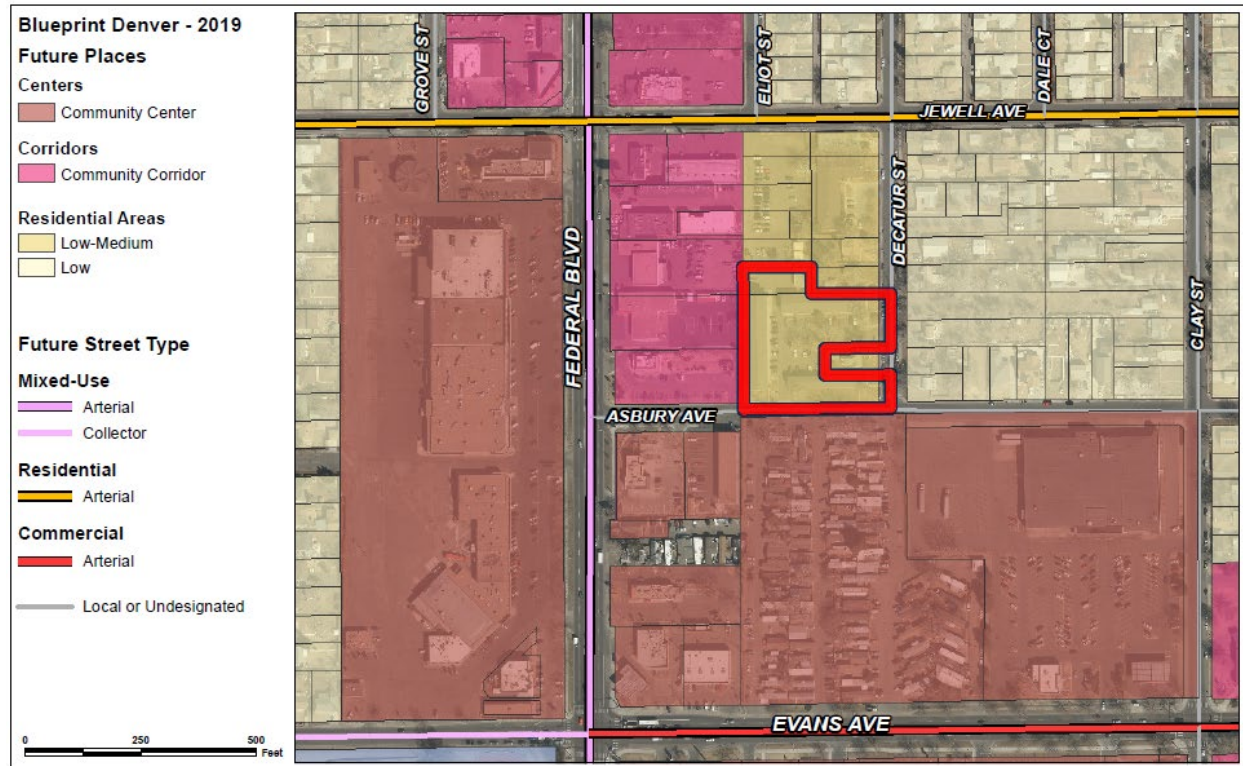 Blueprint Denver - 2019
Future Places
Centers
Community Center
Corridors
Community Corridor
Residential Areas
Low-Medium
Low
Future Street Type
Mixed-Use
Arterial
Collector
Residential
Arterial
Commercial
Arterial
Local or Undesignated
0 250 500
Feet
GROVE ST
ELIOT ST
DALE CT
JEWELL AVE
FEDERAL BLVD
DECATUR ST
CLAY ST
ASBURY AVE
EVANS AVE